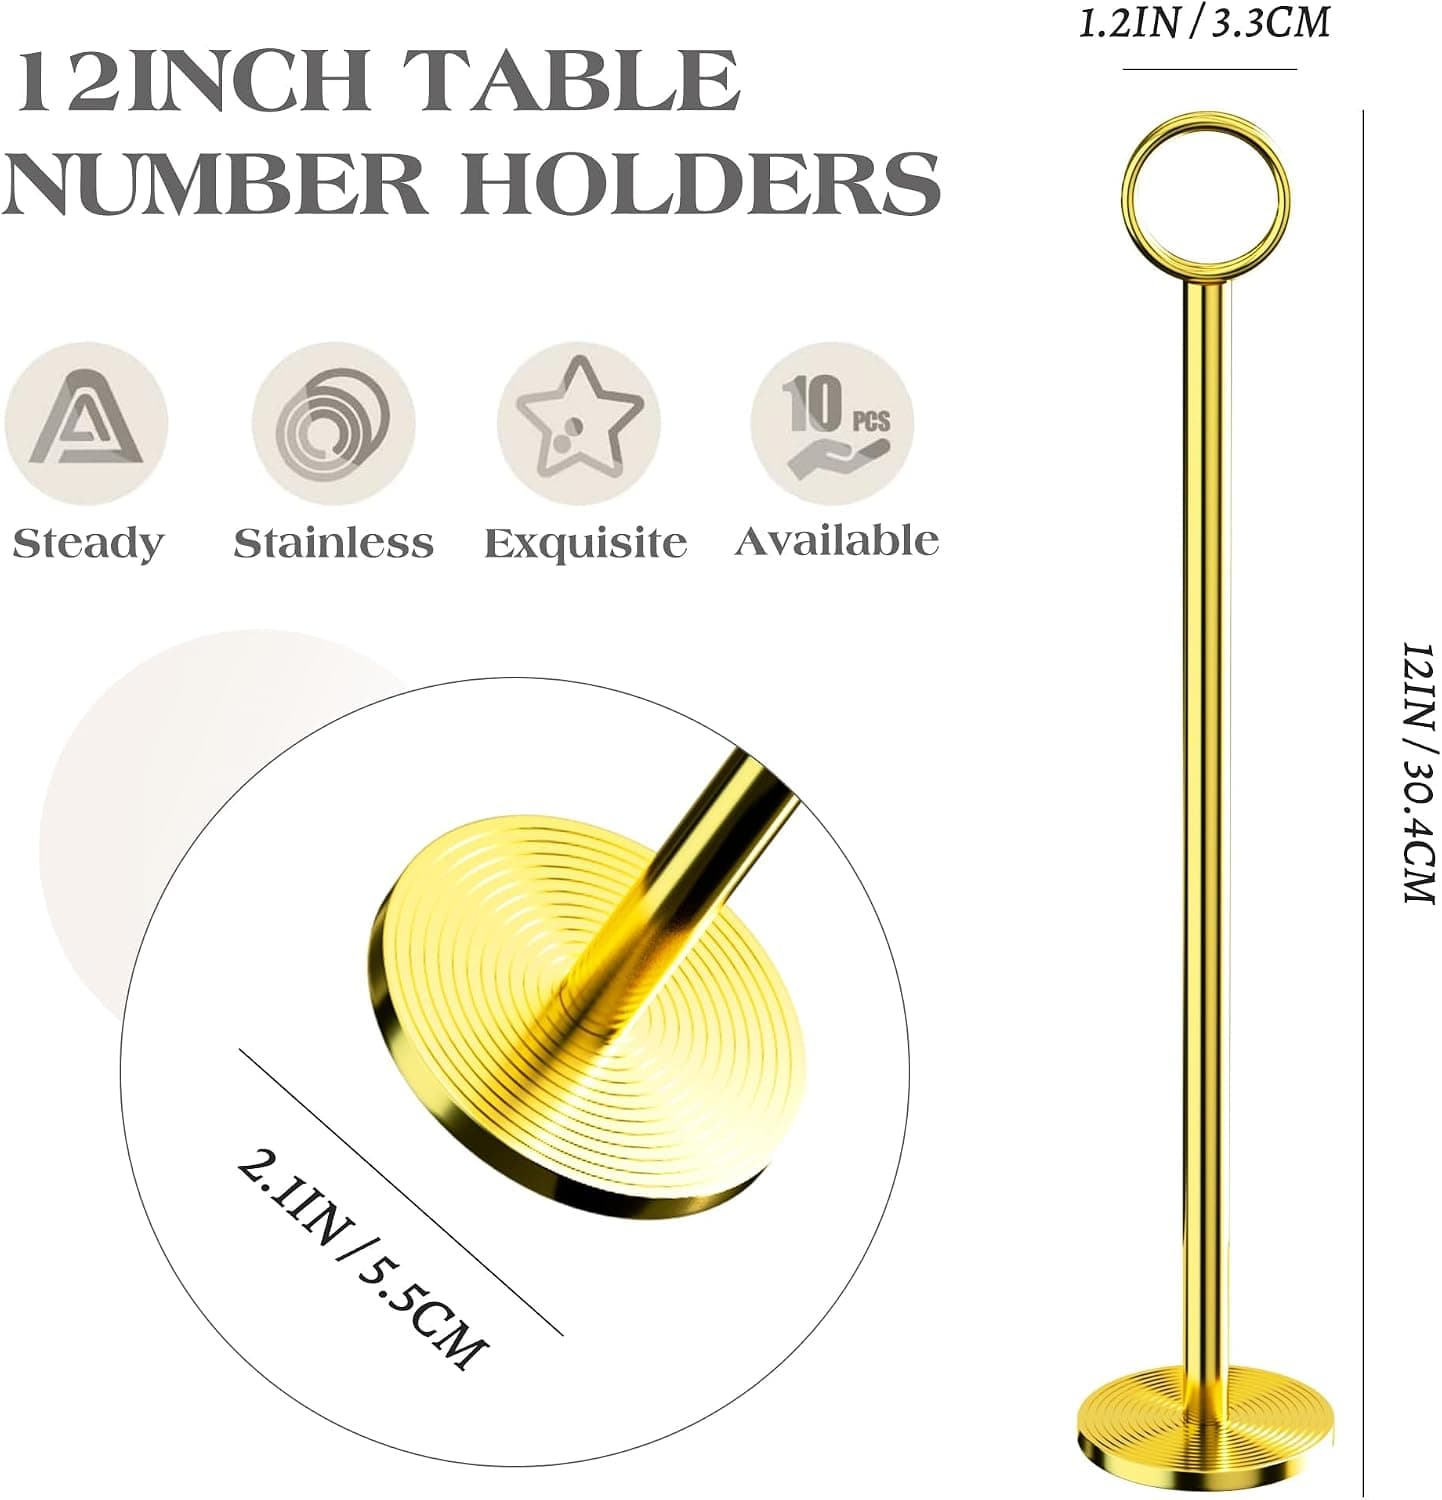 1.2IN / 3.3CM
12INCH TABLE
NUMBER HOLDERS
10 PCS
Steady
Stainless
Exquisite
Available
12IN / 30.4CM
2.1IN / 5.5CM